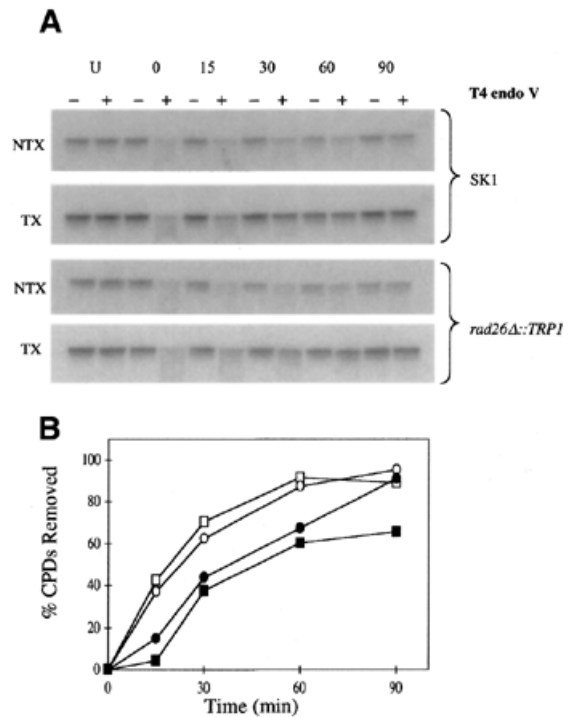 A
U 0 15 30 60 90
T4 endo V
– + – + – + – + – + – +
NTX
SK1
TX
NTX
rad26Δ::TRP1
TX
B
% CPDs Removed
100
80
60
40
20
0
0 30 60 90
Time (min)